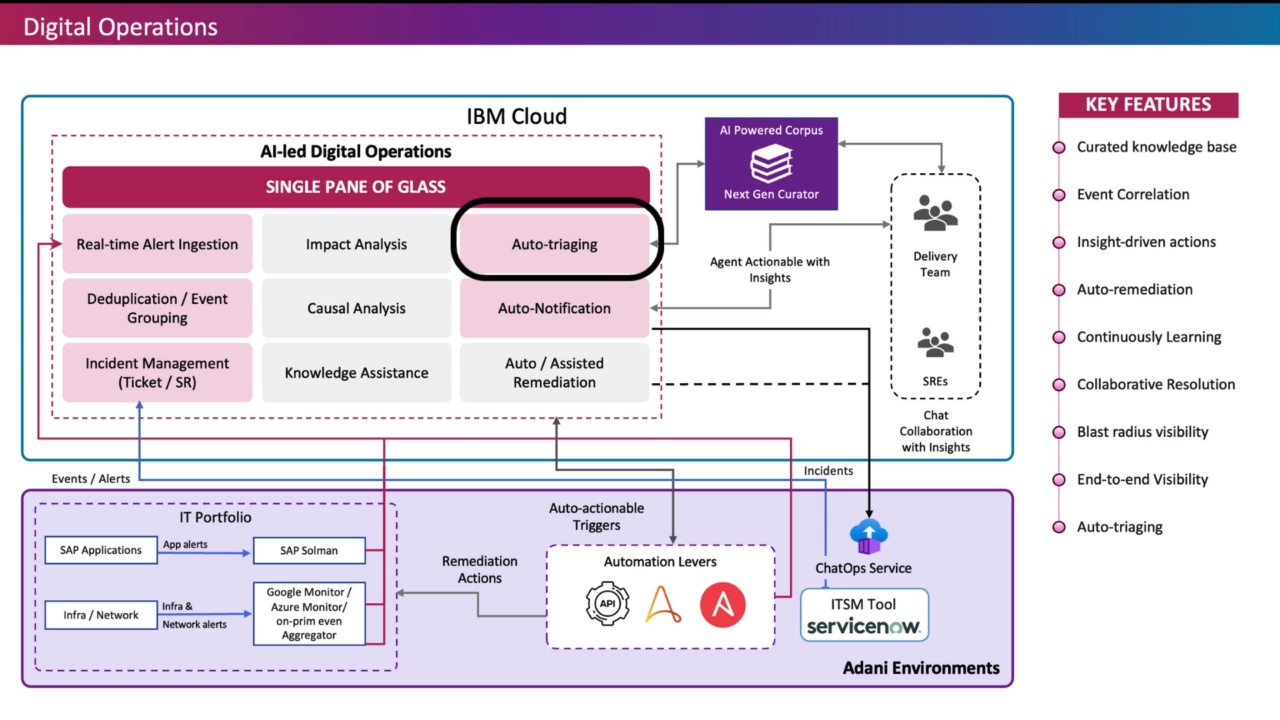 Digital Operations
IBM Cloud
AI-led Digital Operations
SINGLE PANE OF GLASS
Real-time Alert Ingestion
Impact Analysis
Auto-triaging
Deduplication / Event
Grouping
Causal Analysis
Auto-Notification
Incident Management
(Ticket / SR)
Knowledge Assistance
Auto / Assisted
Remediation
AI Powered Corpus
Next Gen Curator
Agent Actionable with
Insights
Delivery
Team
SREs
Chat
Collaboration
with Insights
Events / Alerts
Incidents
IT Portfolio
SAP Applications
App alerts
SAP Solman
Infra / Network
Infra &
Network alerts
Google Monitor /
Azure Monitor/
on-prim even
Aggregator
Remediation
Actions
Auto-actionable
Triggers
Automation Levers
API
ChatOps Service
ITSM Tool
servicenow.
Adani Environments
KEY FEATURES
Curated knowledge base
Event Correlation
Insight-driven actions
Auto-remediation
Continuously Learning
Collaborative Resolution
Blast radius visibility
End-to-end Visibility
Auto-triaging